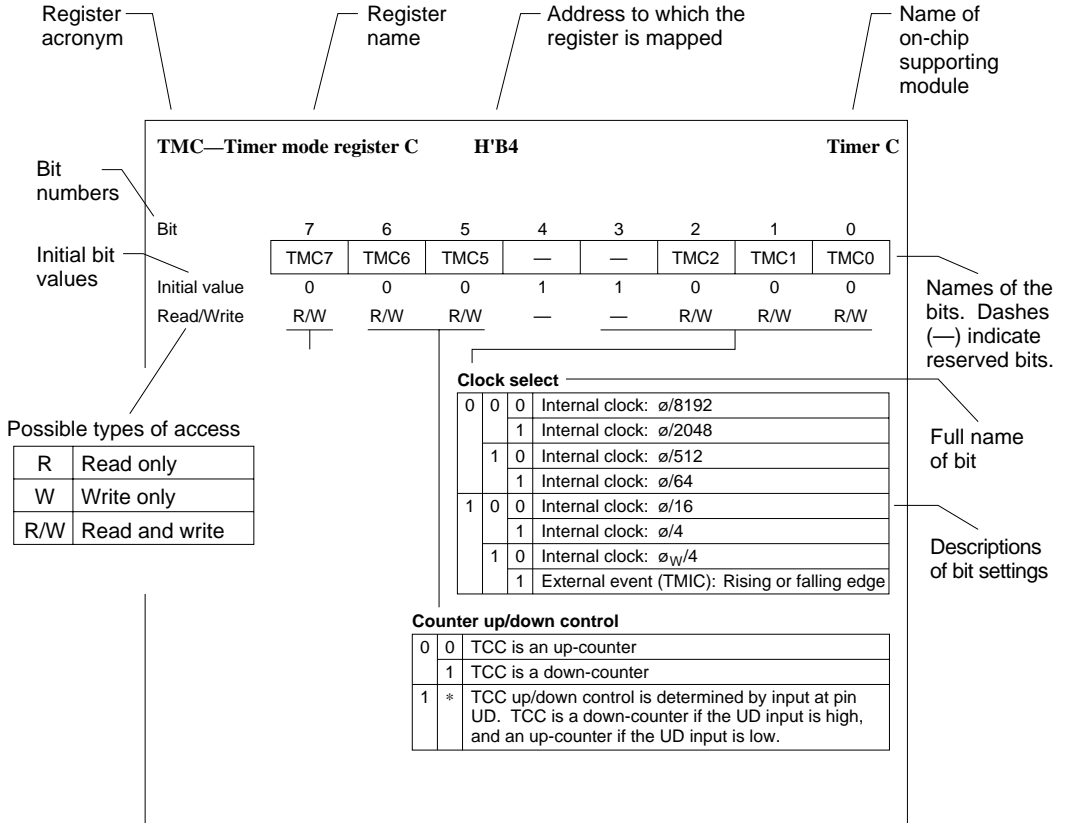 Register
acronym
Register
name
Address to which the
register is mapped
Name of
on-chip
supporting
module
TMC—Timer mode register C H'B4 Timer C
Bit
numbers
Bit 7 6 5 4 3 2 1 0
TMC7 TMC6 TMC5 — — TMC2 TMC1 TMC0
Initial bit
values
Initial value 0 0 0 1 1 0 0 0
Read/Write R/W R/W R/W — — R/W R/W R/W
Names of the
bits. Dashes
(—) indicate
reserved bits.
Clock select
0 0 0 Internal clock: ø/8192
1 Internal clock: ø/2048
1 0 Internal clock: ø/512
1 Internal clock: ø/64
1 0 0 Internal clock: ø/16
1 Internal clock: ø/4
1 0 Internal clock: øW/4
1 External event (TMIC): Rising or falling edge
Full name
of bit
Descriptions
of bit settings
Possible types of access
R Read only
W Write only
R/W Read and write
Counter up/down control
0 0 TCC is an up-counter
1 TCC is a down-counter
1 * TCC up/down control is determined by input at pin
UD. TCC is a down-counter if the UD input is high,
and an up-counter if the UD input is low.